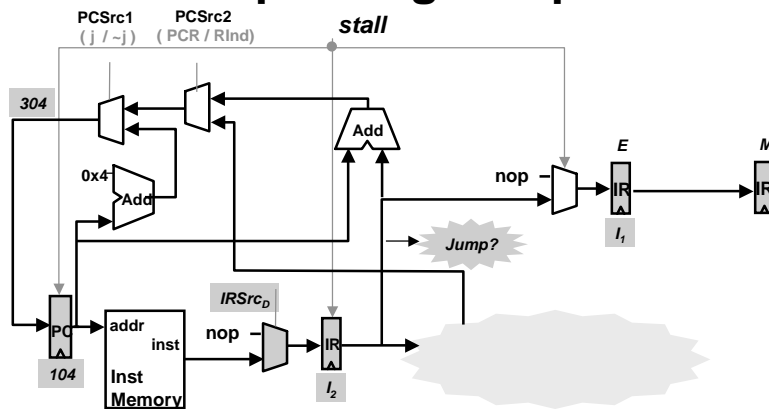 PCSrc1
( j / ~j )
PCSrc2
( PCR / RInd )
stall
304
Add
E
M
0x4
Add
nop
IR
IR
I1
Jump?
PC
addr
inst
Inst
Memory
104
IRSrcD
nop
IR
I2